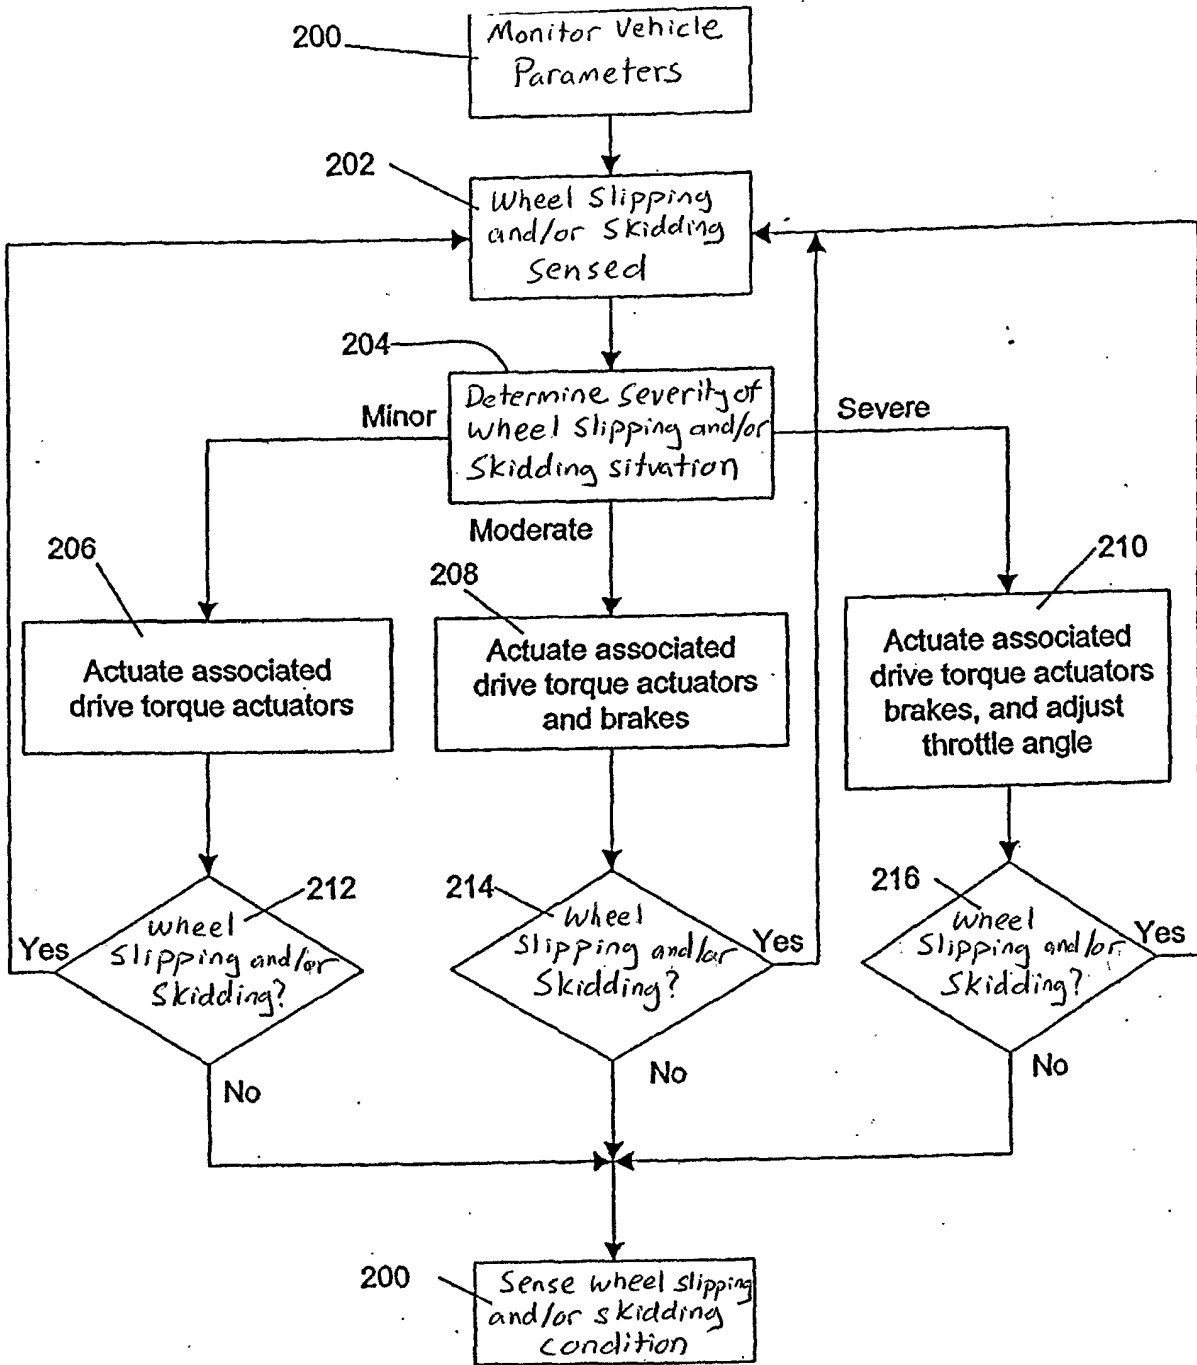 200
Monitor Vehicle
Parameters
202
Wheel Slipping
and/or Skidding
Sensed
204
Determine Severity of
Wheel Slipping and/or
Skidding situation
Minor
Severe
Moderate
206
Actuate associated
drive torque actuators
208
Actuate associated
drive torque actuators
and brakes
210
Actuate associated
drive torque actuators
brakes, and adjust
throttle angle
212
Wheel
Slipping and/or
Skidding?
Yes
No
214
Wheel
Slipping and/or
Skidding?
Yes
No
216
Wheel
Slipping and/or
Skidding?
Yes
No
200
Sense wheel slipping
and/or skidding
condition